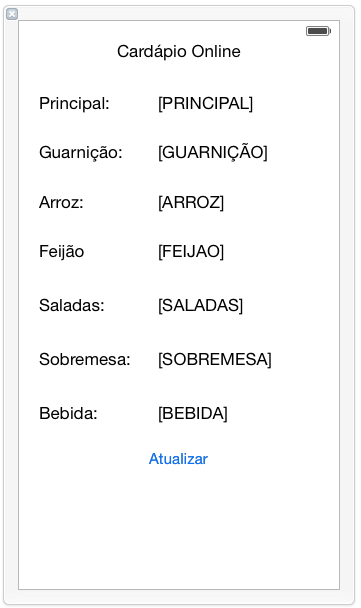 Cardápio Online
Principal: [PRINCIPAL]
Guarnição: [GUARNIÇÃO]
Arroz: [ARROZ]
Feijão [FEIJAO]
Saladas: [SALADAS]
Sobremesa: [SOBREMESA]
Bebida: [BEBIDA]
Atualizar